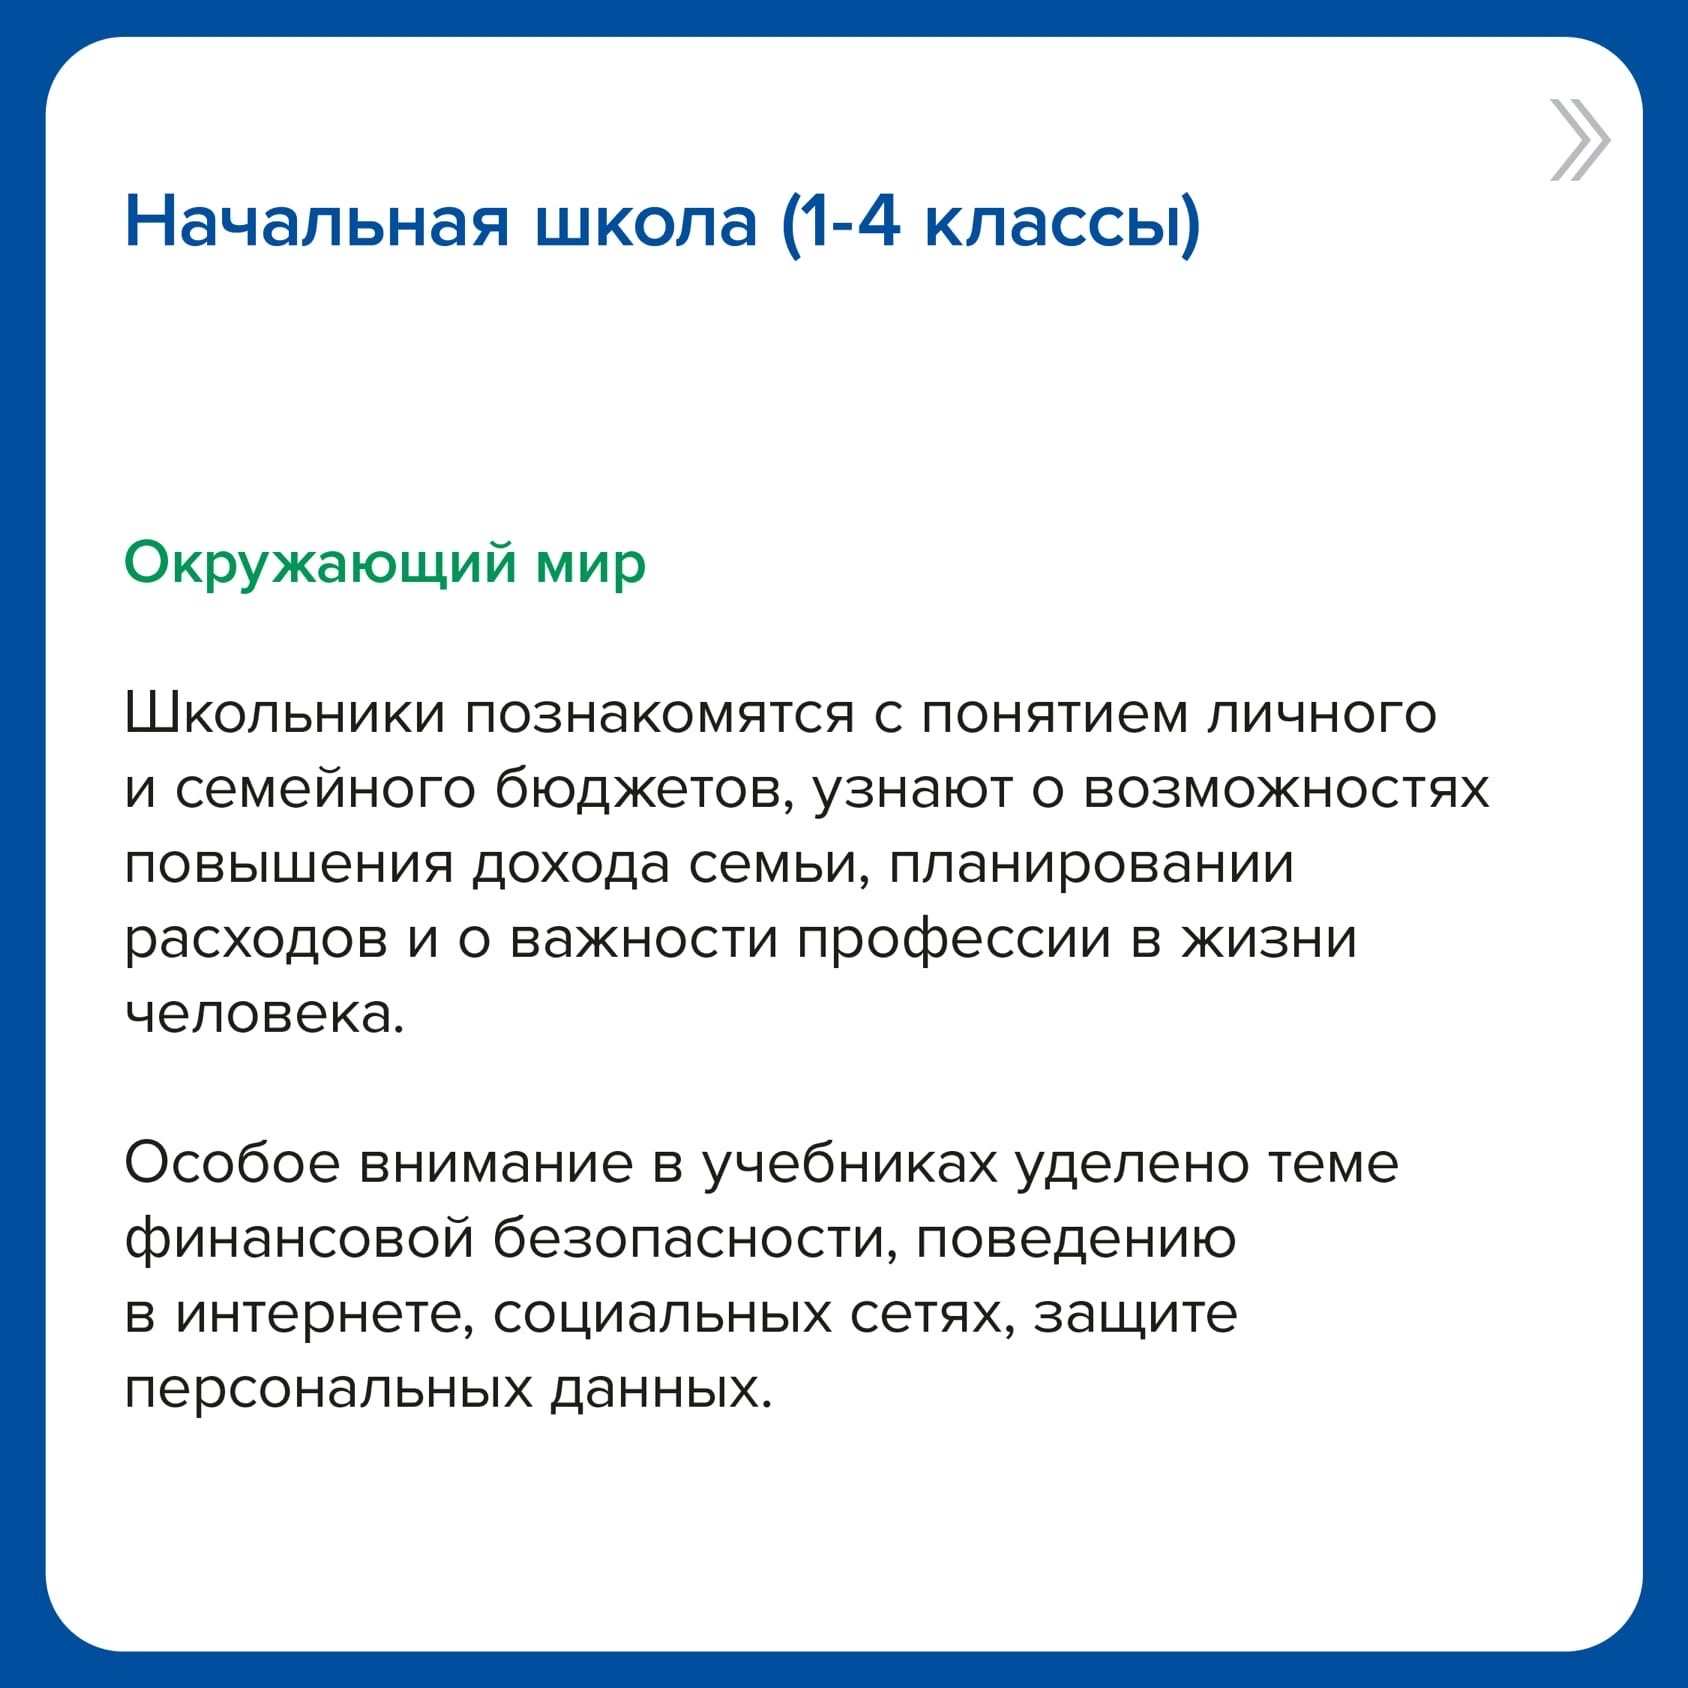 Начальная школа (1-4 классы)
Окружающий мир
Школьники познакомятся с понятием личного
и семейного бюджетов, узнают о возможностях
повышения дохода семьи, планировании
расходов и о важности профессии в жизни
человека.
Особое внимание в учебниках уделено теме
финансовой безопасности, поведению
в интернете, социальных сетях, защите
персональных данных.